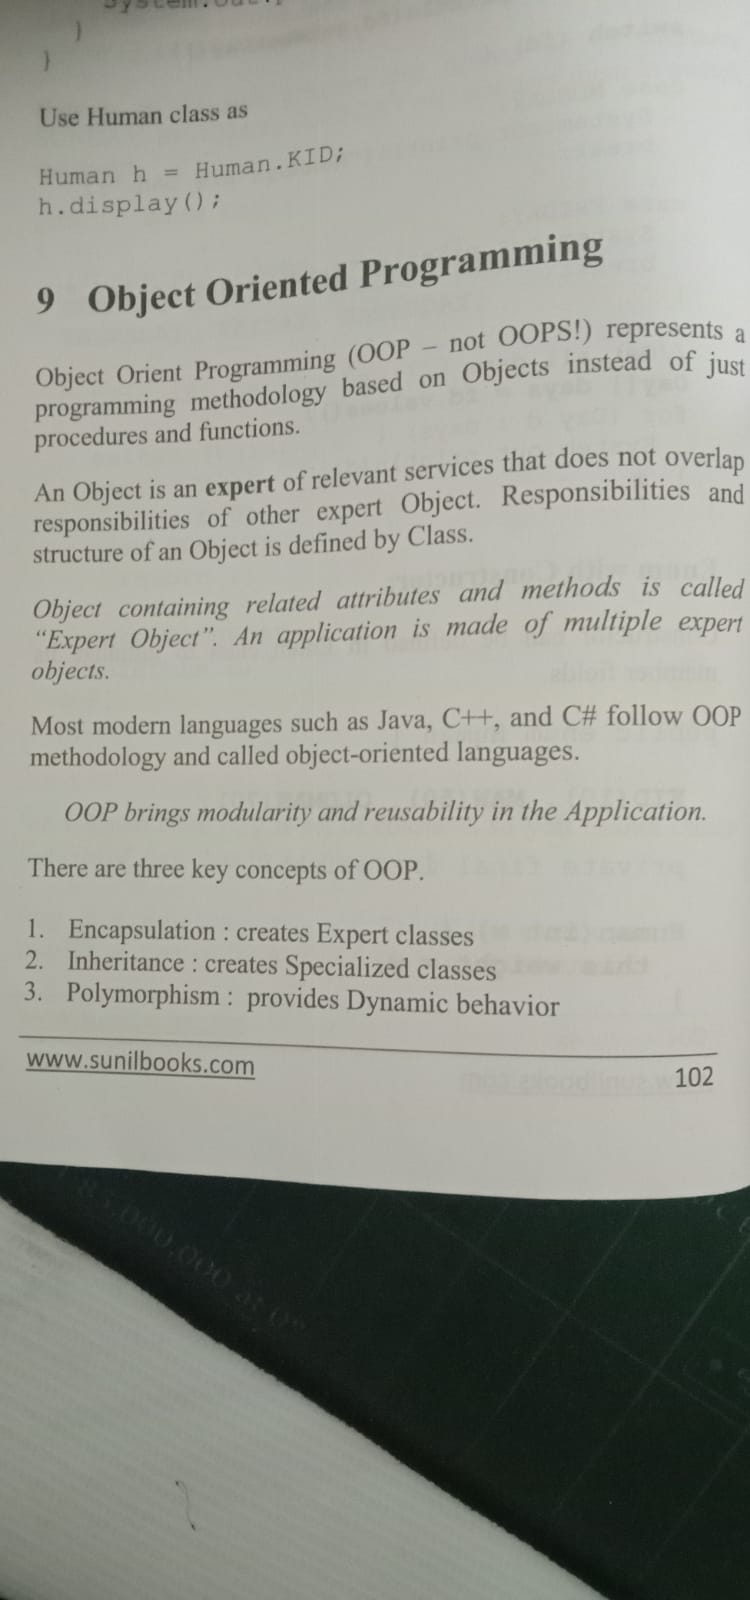 }
}
Use Human class as
Human h = Human.KID;
h.display();
9 Object Oriented Programming
Object Orient Programming (OOP – not OOPS!) represents a
programming methodology based on Objects instead of just
procedures and functions.
An Object is an expert of relevant services that does not overlap
responsibilities of other expert Object. Responsibilities and
structure of an Object is defined by Class.
Object containing related attributes and methods is called
“Expert Object”. An application is made of multiple expert
objects.
Most modern languages such as Java, C++, and C# follow OOP
methodology and called object-oriented languages.
OOP brings modularity and reusability in the Application.
There are three key concepts of OOP.
1. Encapsulation : creates Expert classes
2. Inheritance : creates Specialized classes
3. Polymorphism : provides Dynamic behavior
www.sunilbooks.com
102